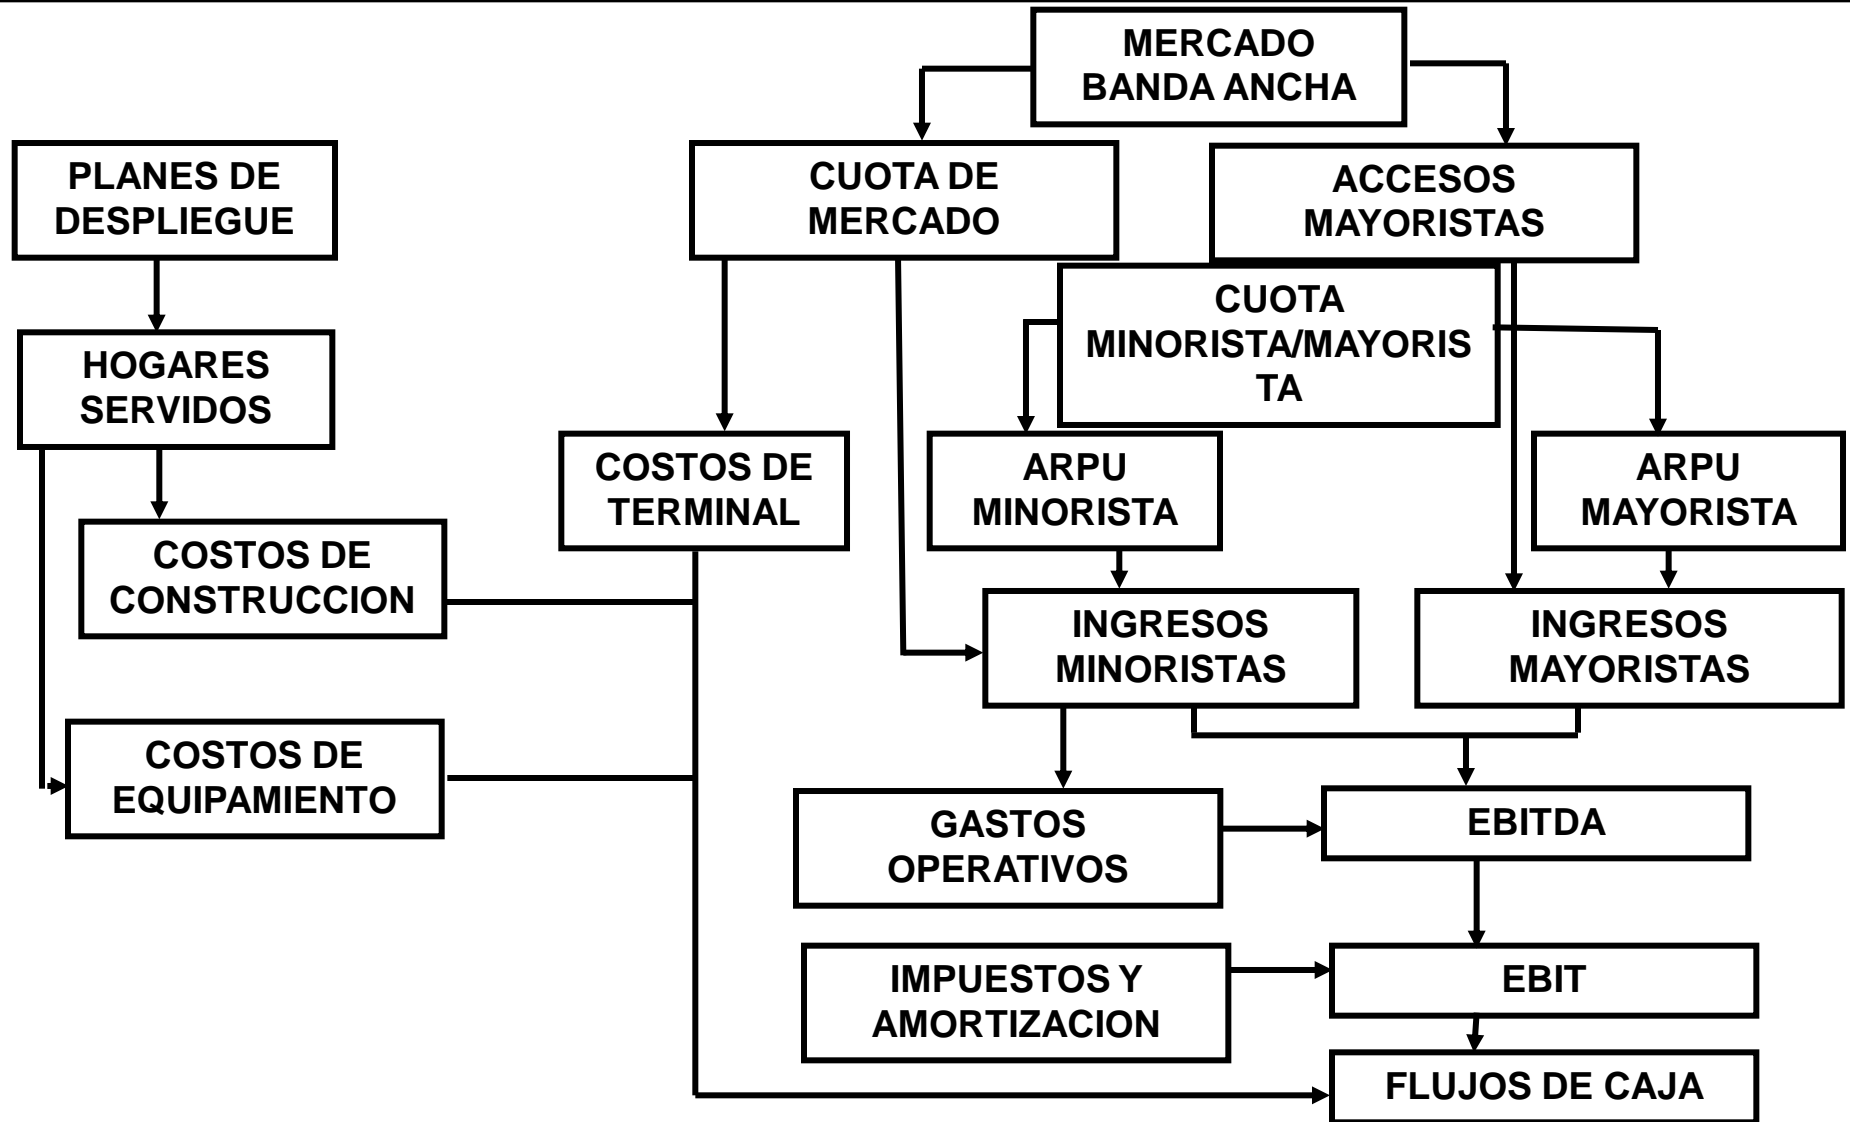 MERCADO
BANDA ANCHA
PLANES DE
DESPLIEGUE
CUOTA DE
MERCADO
ACCESOS
MAYORISTAS
CUOTA
MINORISTA/MAYORIS
TA
HOGARES
SERVIDOS
COSTOS DE
TERMINAL
ARPU
MINORISTA
ARPU
MAYORISTA
COSTOS DE
CONSTRUCCION
INGRESOS
MINORISTAS
INGRESOS
MAYORISTAS
COSTOS DE
EQUIPAMIENTO
GASTOS
OPERATIVOS
EBITDA
IMPUESTOS Y
AMORTIZACION
EBIT
FLUJOS DE CAJA